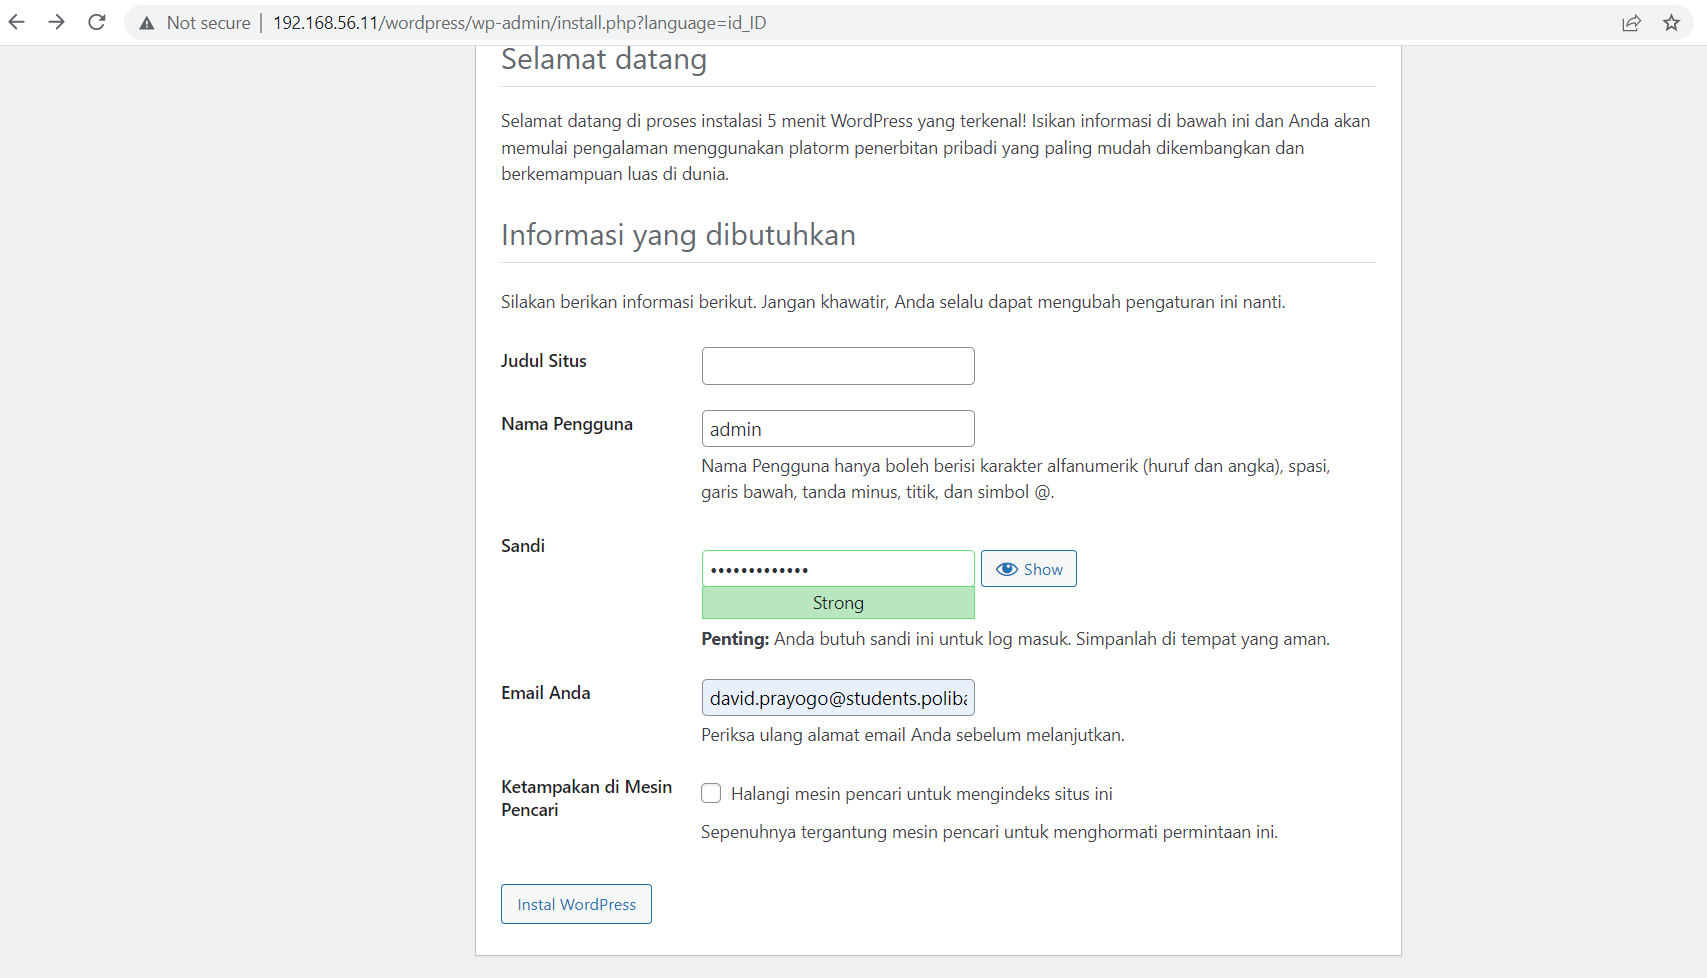 Not secure | 192.168.56.11/wordpress/wp-admin/install.php?language=id_ID
Selamat datang
Selamat datang di proses instalasi 5 menit WordPress yang terkenal! Isikan informasi di bawah ini dan Anda akan
memulai pengalaman menggunakan platorm penerbitan pribadi yang paling mudah dikembangkan dan
berkemampuan luas di dunia.
Informasi yang dibutuhkan
Silakan berikan informasi berikut. Jangan khawatir, Anda selalu dapat mengubah pengaturan ini nanti.
Judul Situs
Nama Pengguna
admin
Nama Pengguna hanya boleh berisi karakter alfanumerik (huruf dan angka), spasi,
garis bawah, tanda minus, titik, dan simbol @.
Sandi
•••••••••••••
Show
Strong
Penting: Anda butuh sandi ini untuk log masuk. Simpanlah di tempat yang aman.
Email Anda
david.prayogo@students.poliba
Periksa ulang alamat email Anda sebelum melanjutkan.
Ketampakan di Mesin
Pencari
Halangi mesin pencari untuk mengindeks situs ini
Sepenuhnya tergantung mesin pencari untuk menghormati permintaan ini.
Instal WordPress